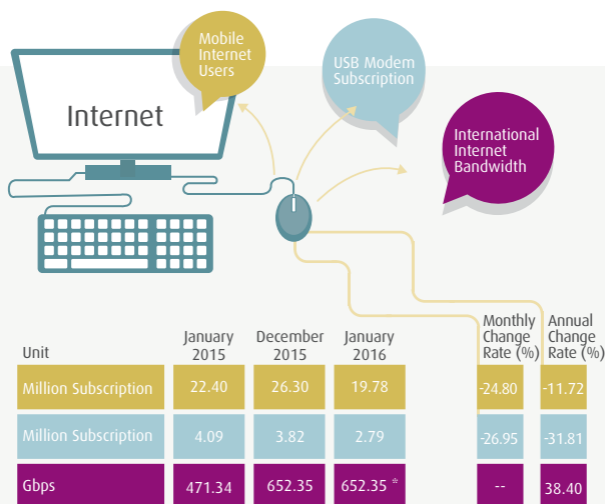 Mobile
Internet
Users
USB Modem
Subscription
Internet
International
Internet
Bandwidth
Unit
January
2015
December
2015
January
2016
Monthly
Change
Rate (%)
Annual
Change
Rate (%)
Million Subscription 22.40 26.30 19.78 -24.80 -11.72
Million Subscription 4.09 3.82 2.79 -26.95 -31.81
Gbps 471.34 652.35 652.35 * -- 38.40